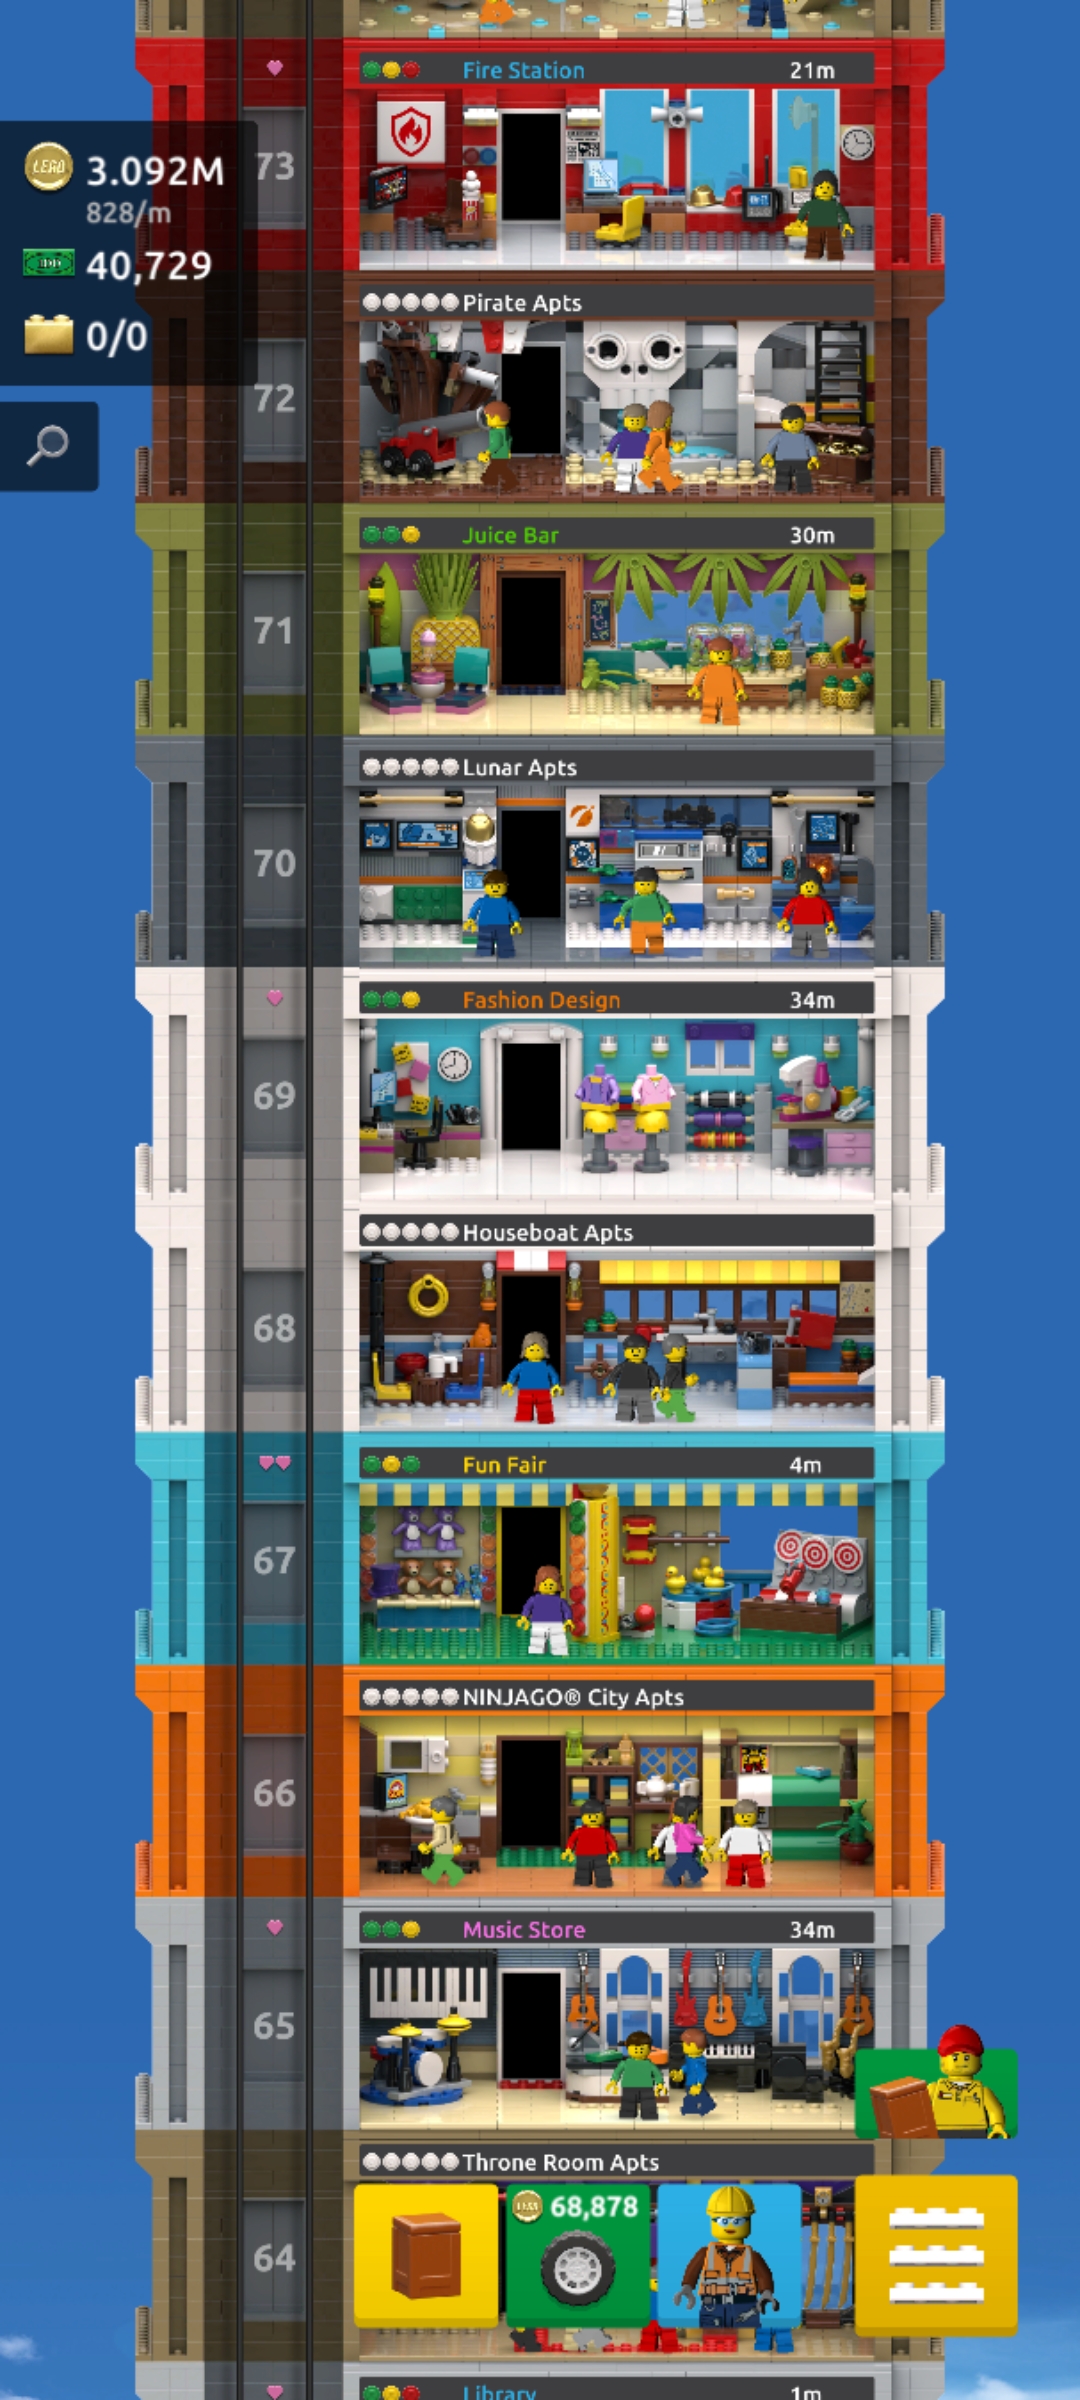 Fire Station 21m
73
LEGO 3.092M
828/m
40,729
0/0
Pirate Apts
72
Juice Bar 30m
71
Lunar Apts
70
Fashion Design 34m
69
Houseboat Apts
68
Fun Fair 4m
67
NINJAGO® City Apts
66
Music Store 34m
65
Throne Room Apts
68,878
64
Library 1m